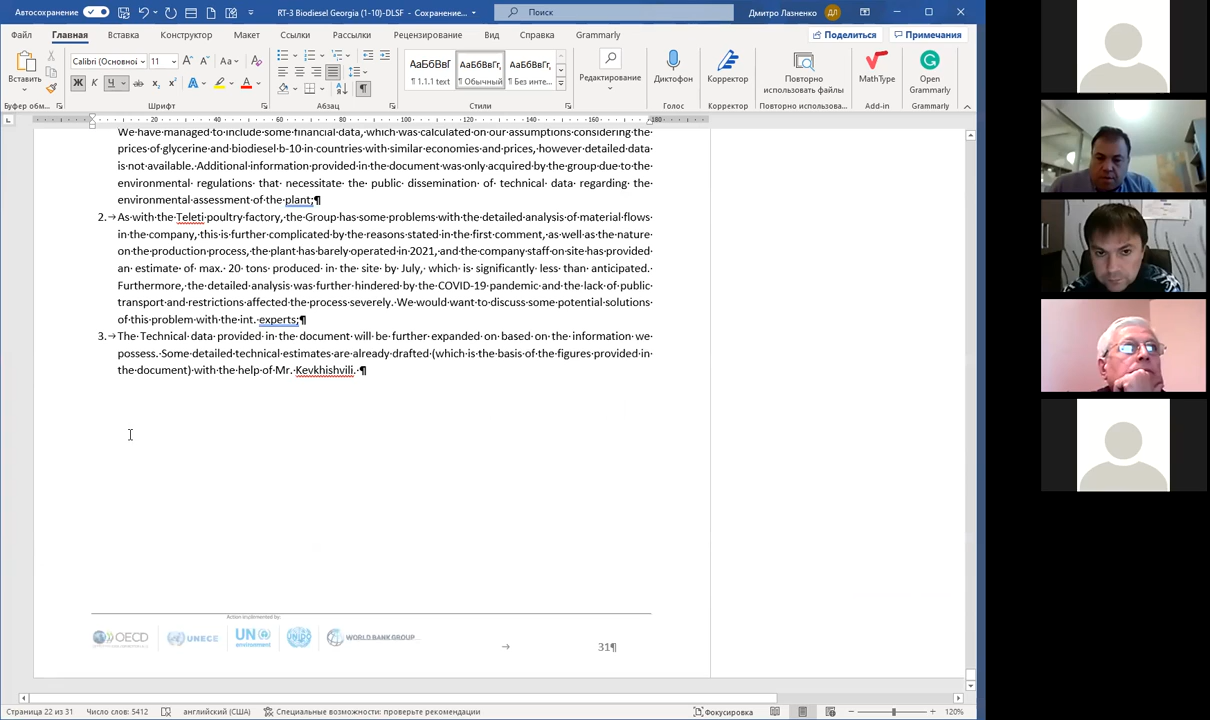 Автосохранение
RT-3 Biodiesel Georgia (1-10)-DLSF - Сохранение...
Поиск
Дмитро Лазненко ДЛ
Файл Главная Вставка Конструктор Макет Ссылки Рассылки Рецензирование Вид Справка Grammarly
Поделиться Примечания
Вставить
Calibri (Основної 11
Ж К Ч
АаБбВвГ АаБбВвГг, АаБбВвГг,
¶ 1.1.1 text ¶ Обычный ¶ Без инте...
Редактирование
Диктофон
Корректор
Повторно использовать файлы
MathType
Open Grammarly
Буфер обм... Шрифт Абзац Стили Голос Корректор Повторно использова... Add-in Grammarly
20 40 60 80 100 120 140 160 180
We have managed to include some financial data, which was calculated on our assumptions considering the
prices of glycerine and biodiesel b-10 in countries with similar economies and prices, however detailed data
is not available. Additional information provided in the document was only acquired by the group due to the
environmental regulations that necessitate the public dissemination of technical data regarding the
environmental assessment of the plant;¶
2. As with the Teleti poultry factory, the Group has some problems with the detailed analysis of material flows
in the company, this is further complicated by the reasons stated in the first comment, as well as the nature
on the production process, the plant has barely operated in 2021, and the company staff on site has provided
an estimate of max. 20 tons produced in the site by July, which is significantly less than anticipated.
Furthermore, the detailed analysis was further hindered by the COVID-19 pandemic and the lack of public
transport and restrictions affected the process severely. We would want to discuss some potential solutions
of this problem with the int. experts;¶
3. The Technical data provided in the document will be further expanded on based on the information we
possess. Some detailed technical estimates are already drafted (which is the basis of the figures provided in
the document) with the help of Mr. Kevkhishvili. ¶
Action implemented by:
OECD UNECE UN environment UNIDO WORLD BANK GROUP
31¶
Страница 22 из 31 Число слов: 5412 английский (США) Специальные возможности: проверьте рекомендации Фокусировка 120%